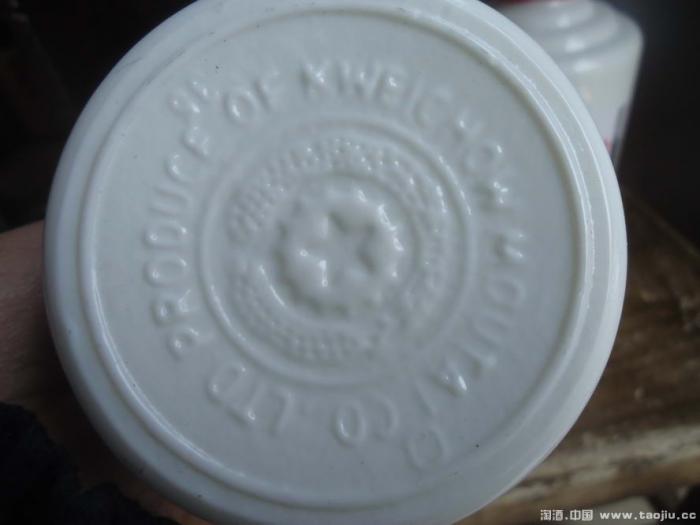 PRODUCE OF KWEICHOW MOUTAI CO.,LTD
淘酒.中国 www.taojiu.cc